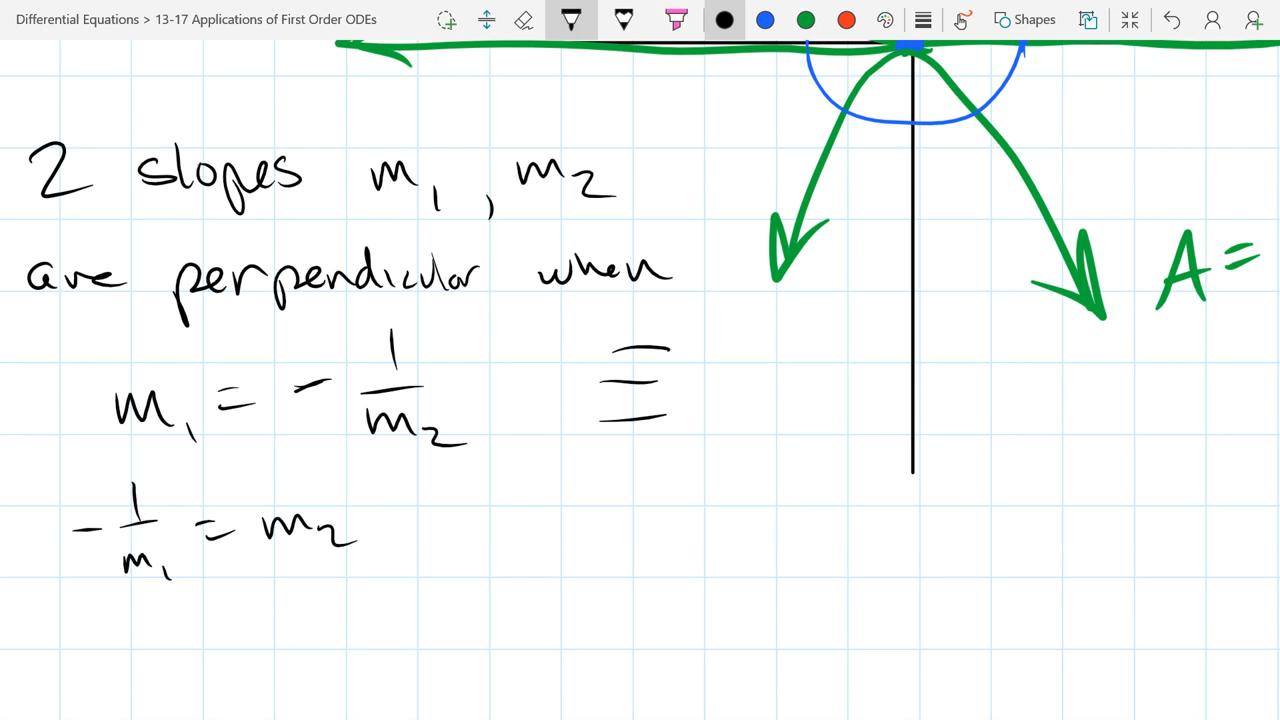 Differential Equations > 13-17 Applications of First Order ODEs
Shapes
2 slopes m₁, m₂
are perpendicular when
m₁ = - 1/m₂ ≡
- 1/m₁ = m₂
A =